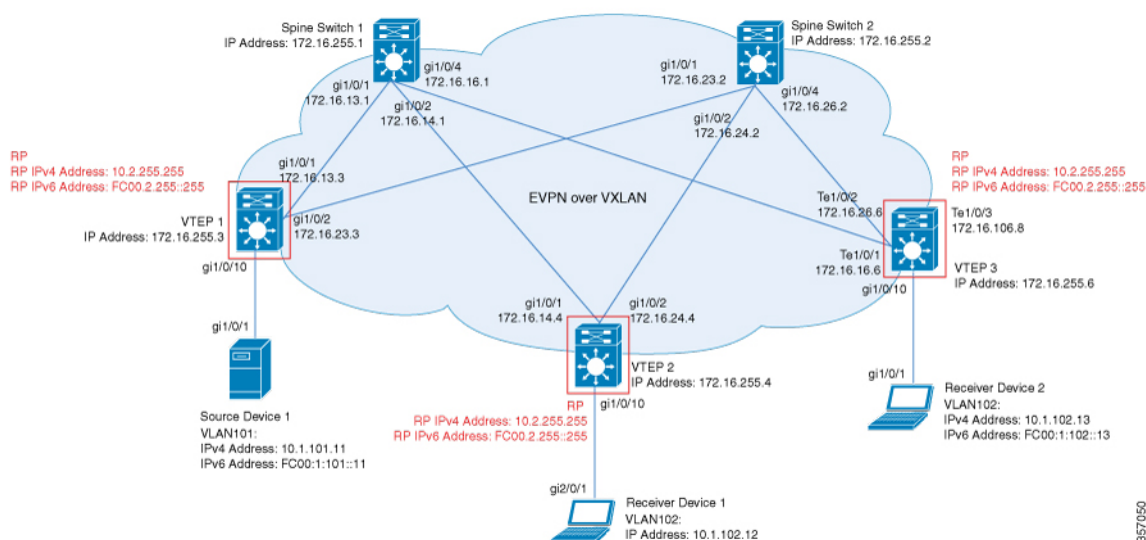 Spine Switch 1
IP Address: 172.16.255.1
gi1/0/4
172.16.16.1
gi1/0/1
172.16.13.1
gi1/0/2
172.16.14.1
Spine Switch 2
IP Address: 172.16.255.2
gi1/0/1
172.16.23.2
gi1/0/4
172.16.26.2
gi1/0/2
172.16.24.2
RP
RP IPv4 Address: 10.2.255.255
RP IPv6 Address: FC00.2.255::255
gi1/0/1
172.16.13.3
VTEP 1
IP Address: 172.16.255.3
gi1/0/2
172.16.23.3
gi1/0/10
EVPN over VXLAN
RP
RP IPv4 Address: 10.2.255.255
RP IPv6 Address: FC00.2.255::255
Te1/0/2
172.16.26.6
Te1/0/3
172.16.106.8
Te1/0/1
172.16.16.6
gi1/0/10
VTEP 3
IP Address: 172.16.255.6
gi1/0/1
172.16.14.4
gi1/0/2
172.16.24.4
VTEP 2
IP Address: 172.16.255.4
gi1/0/10
RP
RP IPv4 Address: 10.2.255.255
RP IPv6 Address: FC00.2.255::255
gi1/0/1
Source Device 1
VLAN101:
IPv4 Address: 10.1.101.11
IPv6 Address: FC00:1:101::11
gi1/0/1
Receiver Device 2
VLAN102:
IPv4 Address: 10.1.102.13
IPv6 Address: FC00:1:102::13
gi2/0/1
Receiver Device 1
VLAN102:
IP Address: 10.1.102.12
357050